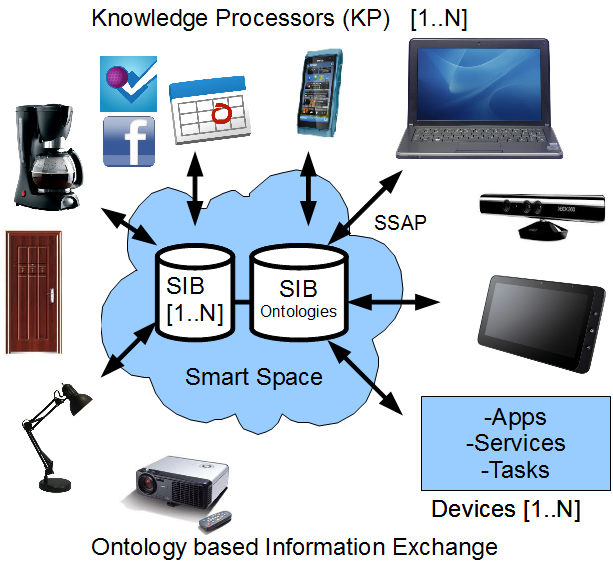 Knowledge Processors (KP) [1..N]
f
SSAP
XBOX360
SIB
[1..N]
SIB
Ontologies
Smart Space
-Apps
-Services
-Tasks
Devices [1..N]
Ontology based Information Exchange